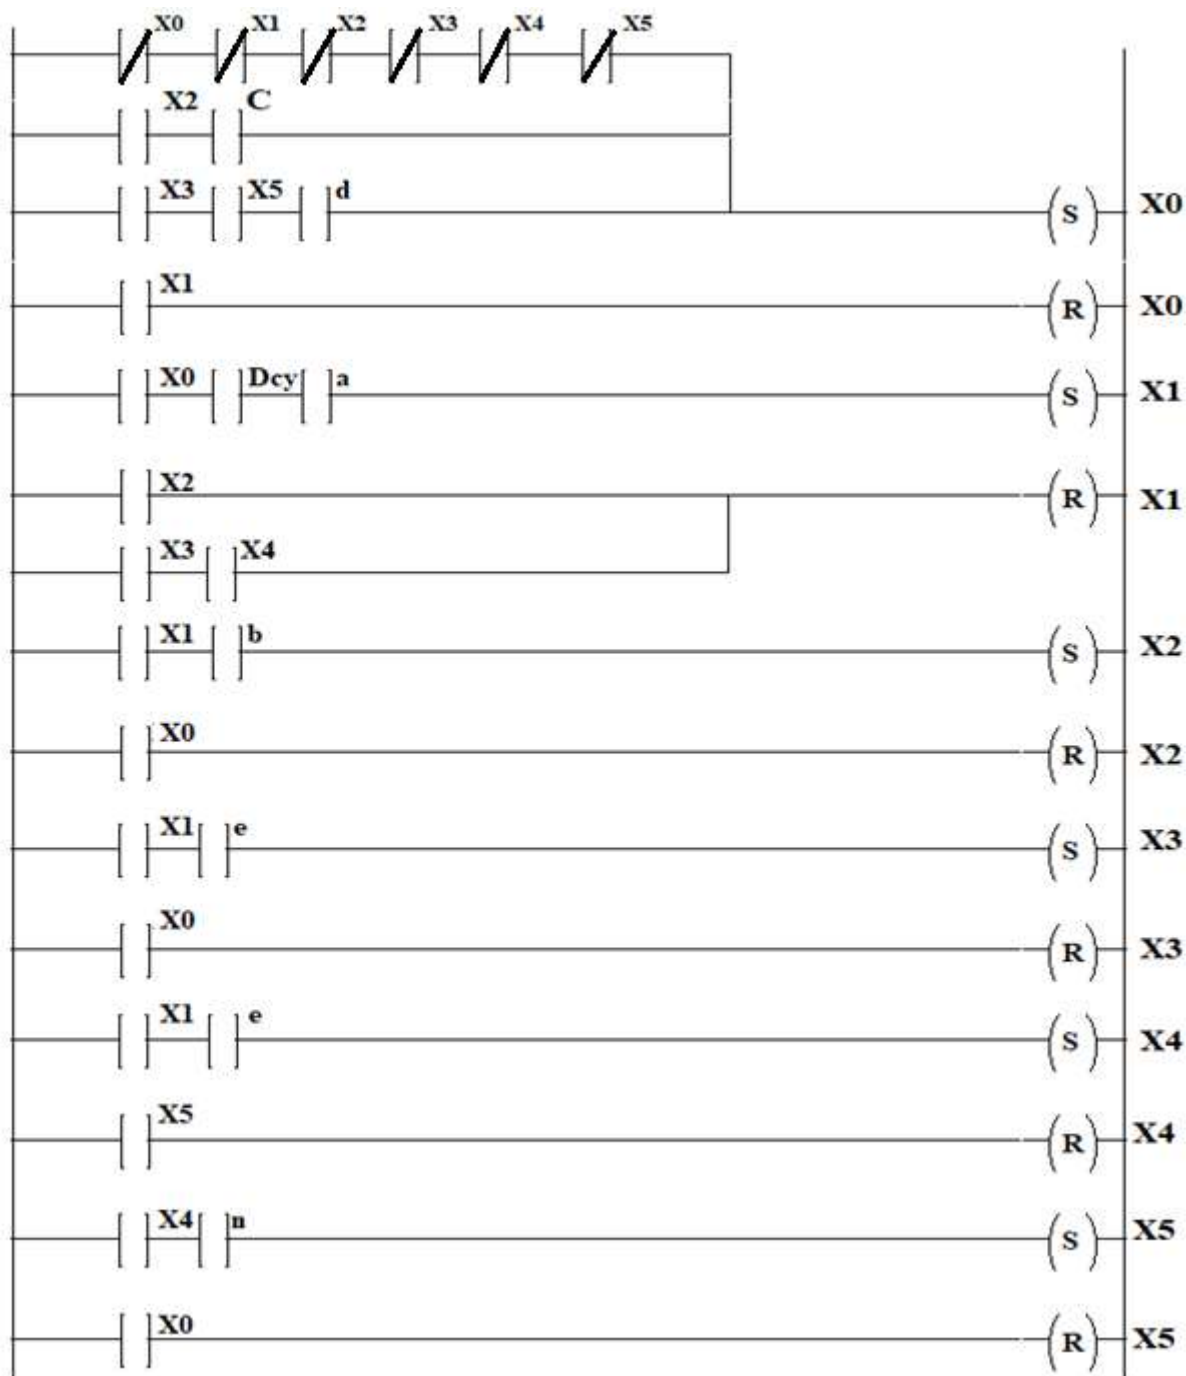 X0 X1 X2 X3 X4 X5
X2 C
X3 X5 d S X0
X1 R X0
X0 Dcy a S X1
X2 R X1
X3 X4
X1 b S X2
X0 R X2
X1 e S X3
X0 R X3
X1 e S X4
X5 R X4
X4 n S X5
X0 R X5